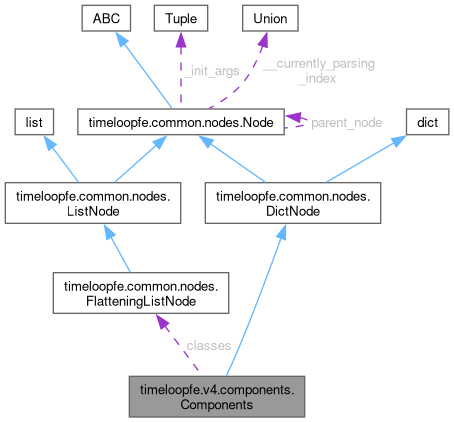 ABC
Tuple
Union
_init_args
__currently_parsing
_index
list
timeloopfe.common.nodes.Node
parent_node
dict
timeloopfe.common.nodes.
ListNode
timeloopfe.common.nodes.
DictNode
timeloopfe.common.nodes.
FlatteningListNode
classes
timeloopfe.v4.components.
Components